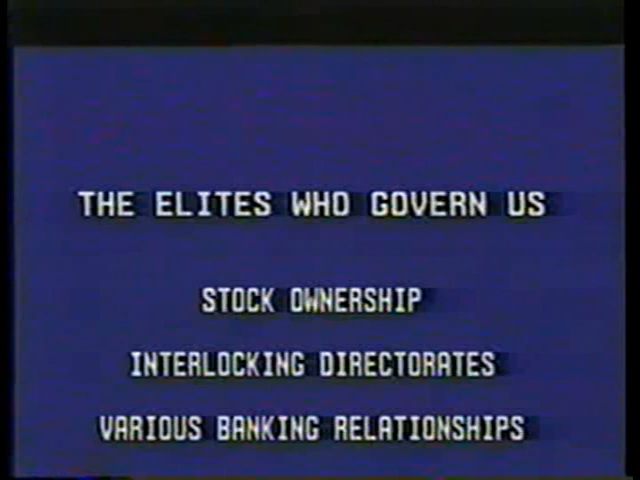 THE ELITES WHO GOVERN US
STOCK OWNERSHIP
INTERLOCKING DIRECTORATES
VARIOUS BANKING RELATIONSHIPS